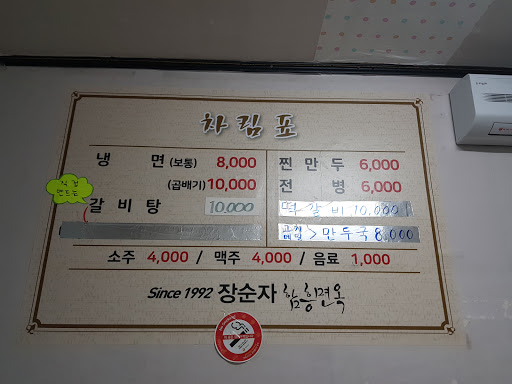 차림표
냉 면 (보통) 8,000
(곱배기) 10,000
갈비탕 10,000
찐만두 6,000
전 병 6,000
떡갈비 10,000
> 만두국 8,000
소주 4,000 / 맥주 4,000 / 음료 1,000
Since 1992 장순자 함흥면옥